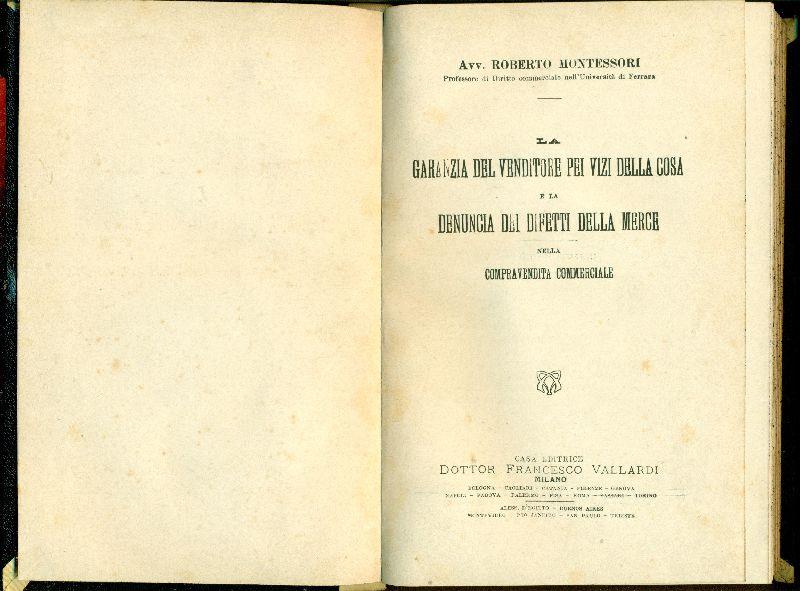 Avv. ROBERTO MONTESSORI
Professore di Diritto commerciale nell'Università di Ferrara
LA
GARANZIA DEL VENDITORE PEI VIZI DELLA COSA
E LA
DENUNCIA DEI DIFETTI DELLA MERCE
NELLA
COMPRAVENDITA COMMERCIALE
CASA EDITRICE
DOTTOR FRANCESCO VALLARDI
MILANO
BOLOGNA - CAGLIARI - CATANIA - FIRENZE - GENOVA
NAPOLI - PADOVA - PALERMO - PISA - ROMA - SASSARI - TORINO
ALESS. D'EGITTO - BUENOS AIRES
MONTEVIDEO - RIO JANEIRO - SAN PAULO - TRIESTE